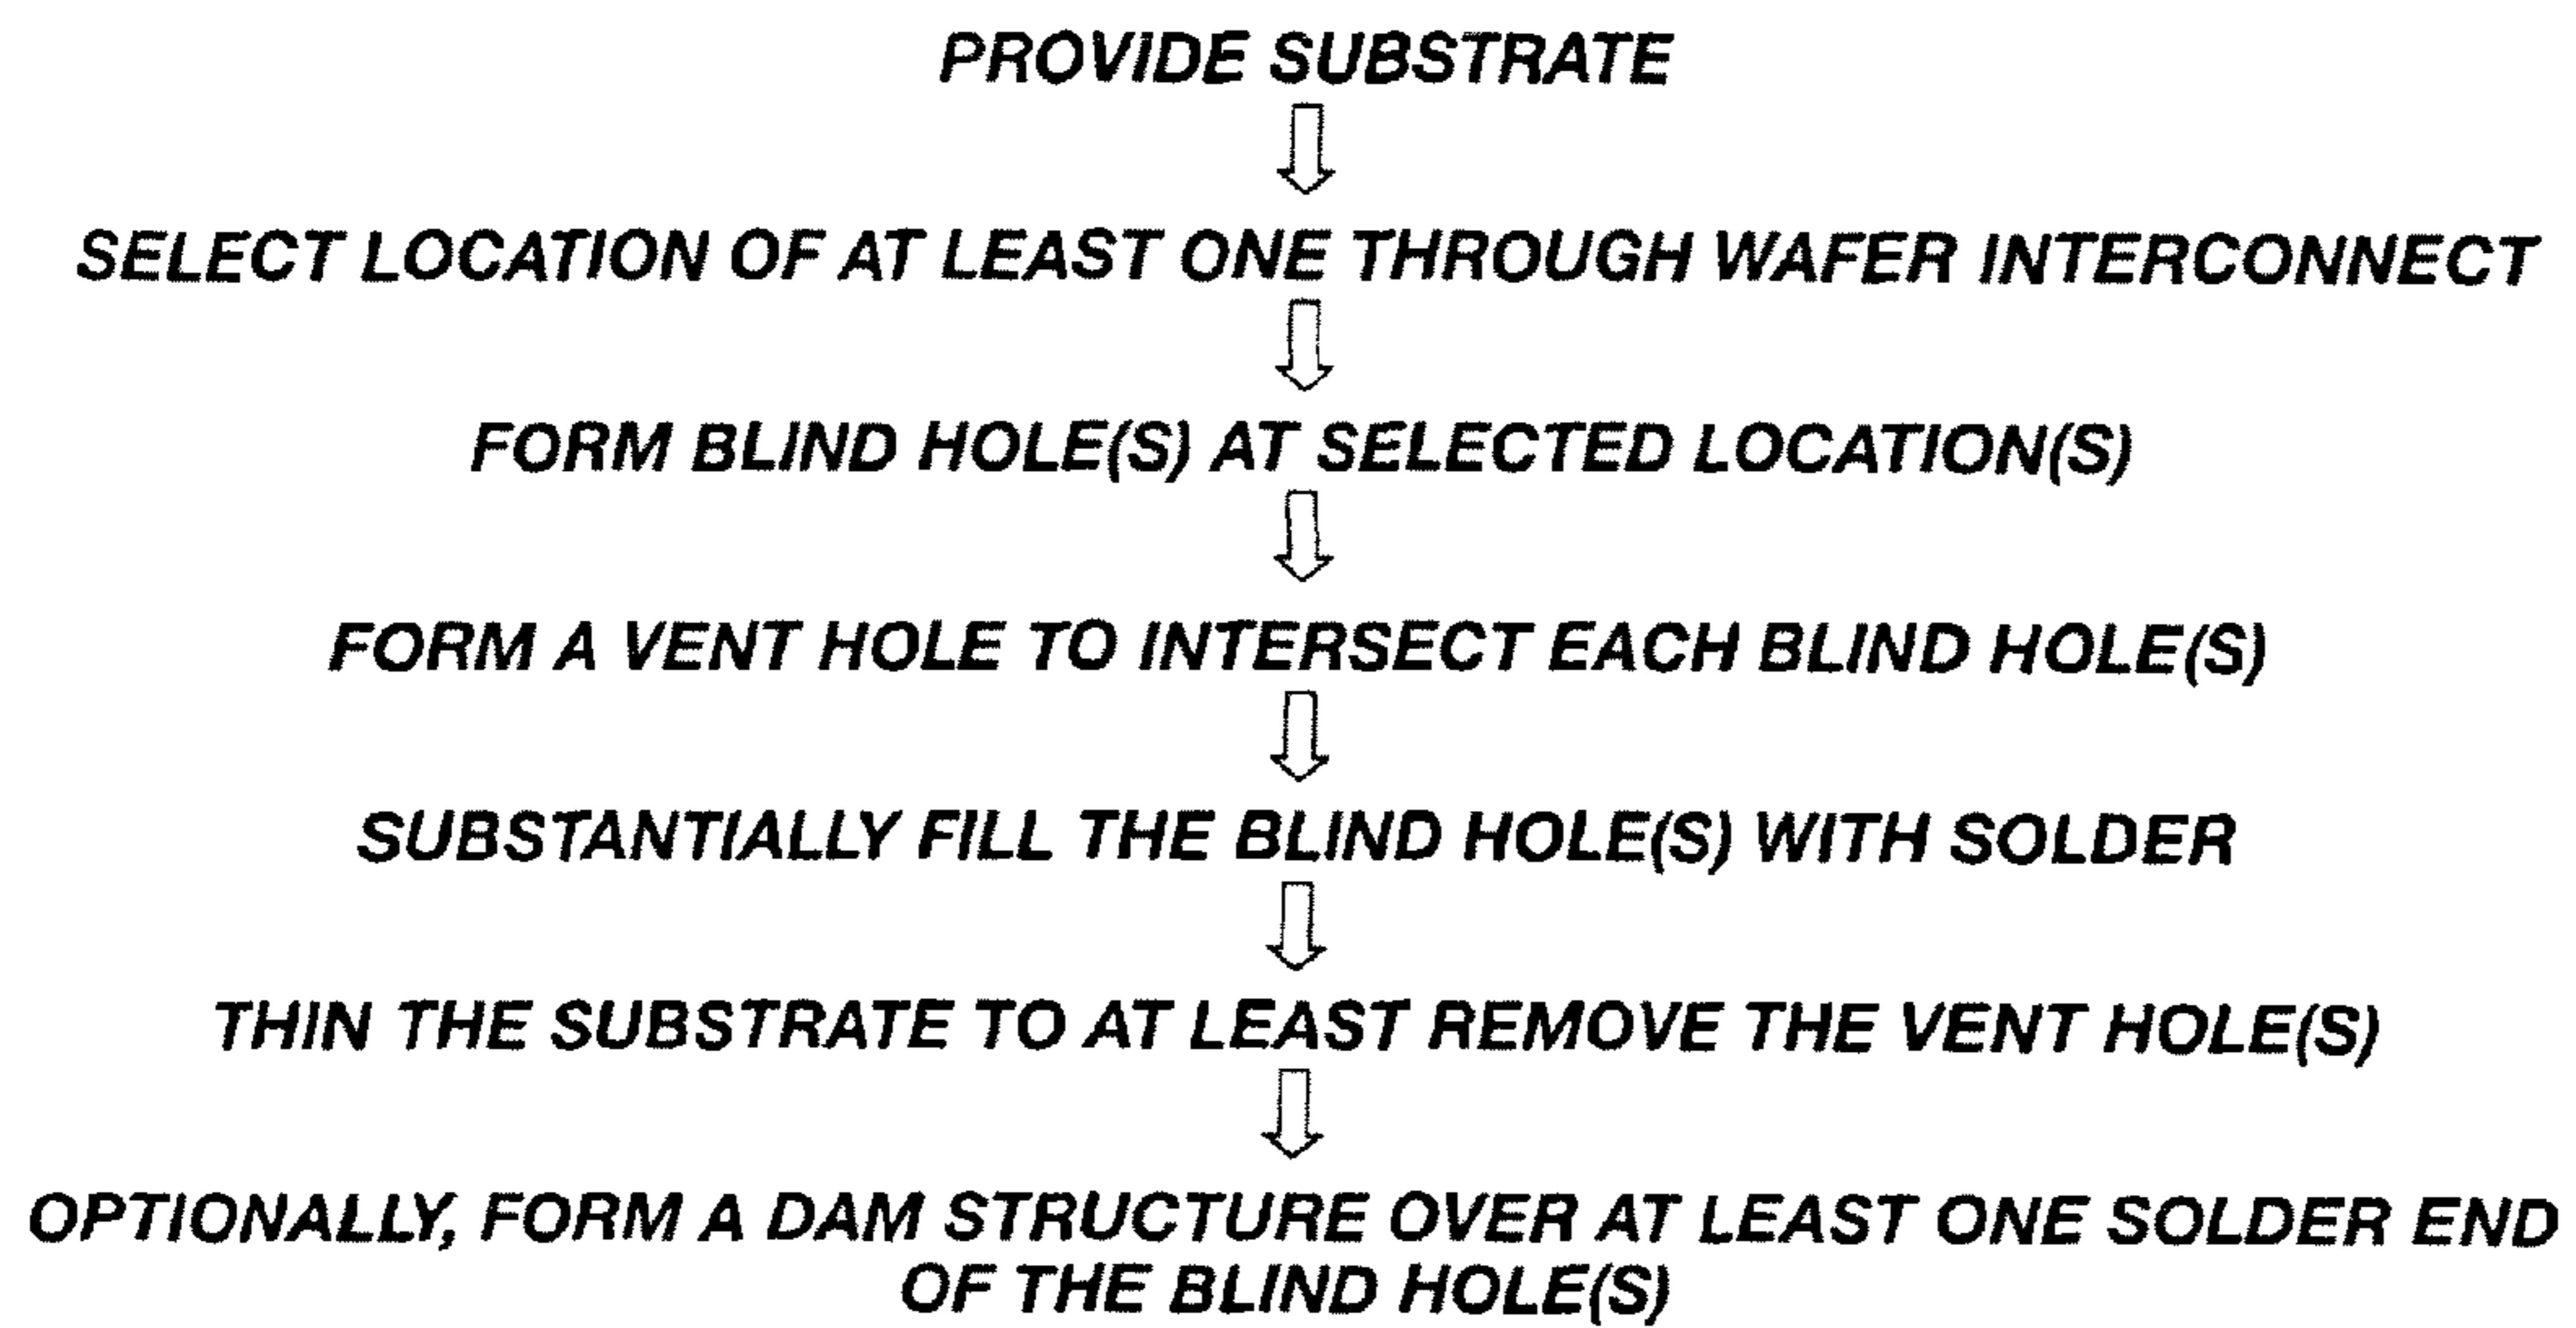 PROVIDE SUBSTRATE
SELECT LOCATION OF AT LEAST ONE THROUGH WAFER INTERCONNECT
FORM BLIND HOLE(S) AT SELECTED LOCATION(S)
FORM A VENT HOLE TO INTERSECT EACH BLIND HOLE(S)
SUBSTANTIALLY FILL THE BLIND HOLE(S) WITH SOLDER
THIN THE SUBSTRATE TO AT LEAST REMOVE THE VENT HOLE(S)
OPTIONALLY, FORM A DAM STRUCTURE OVER AT LEAST ONE SOLDER END
OF THE BLIND HOLE(S)